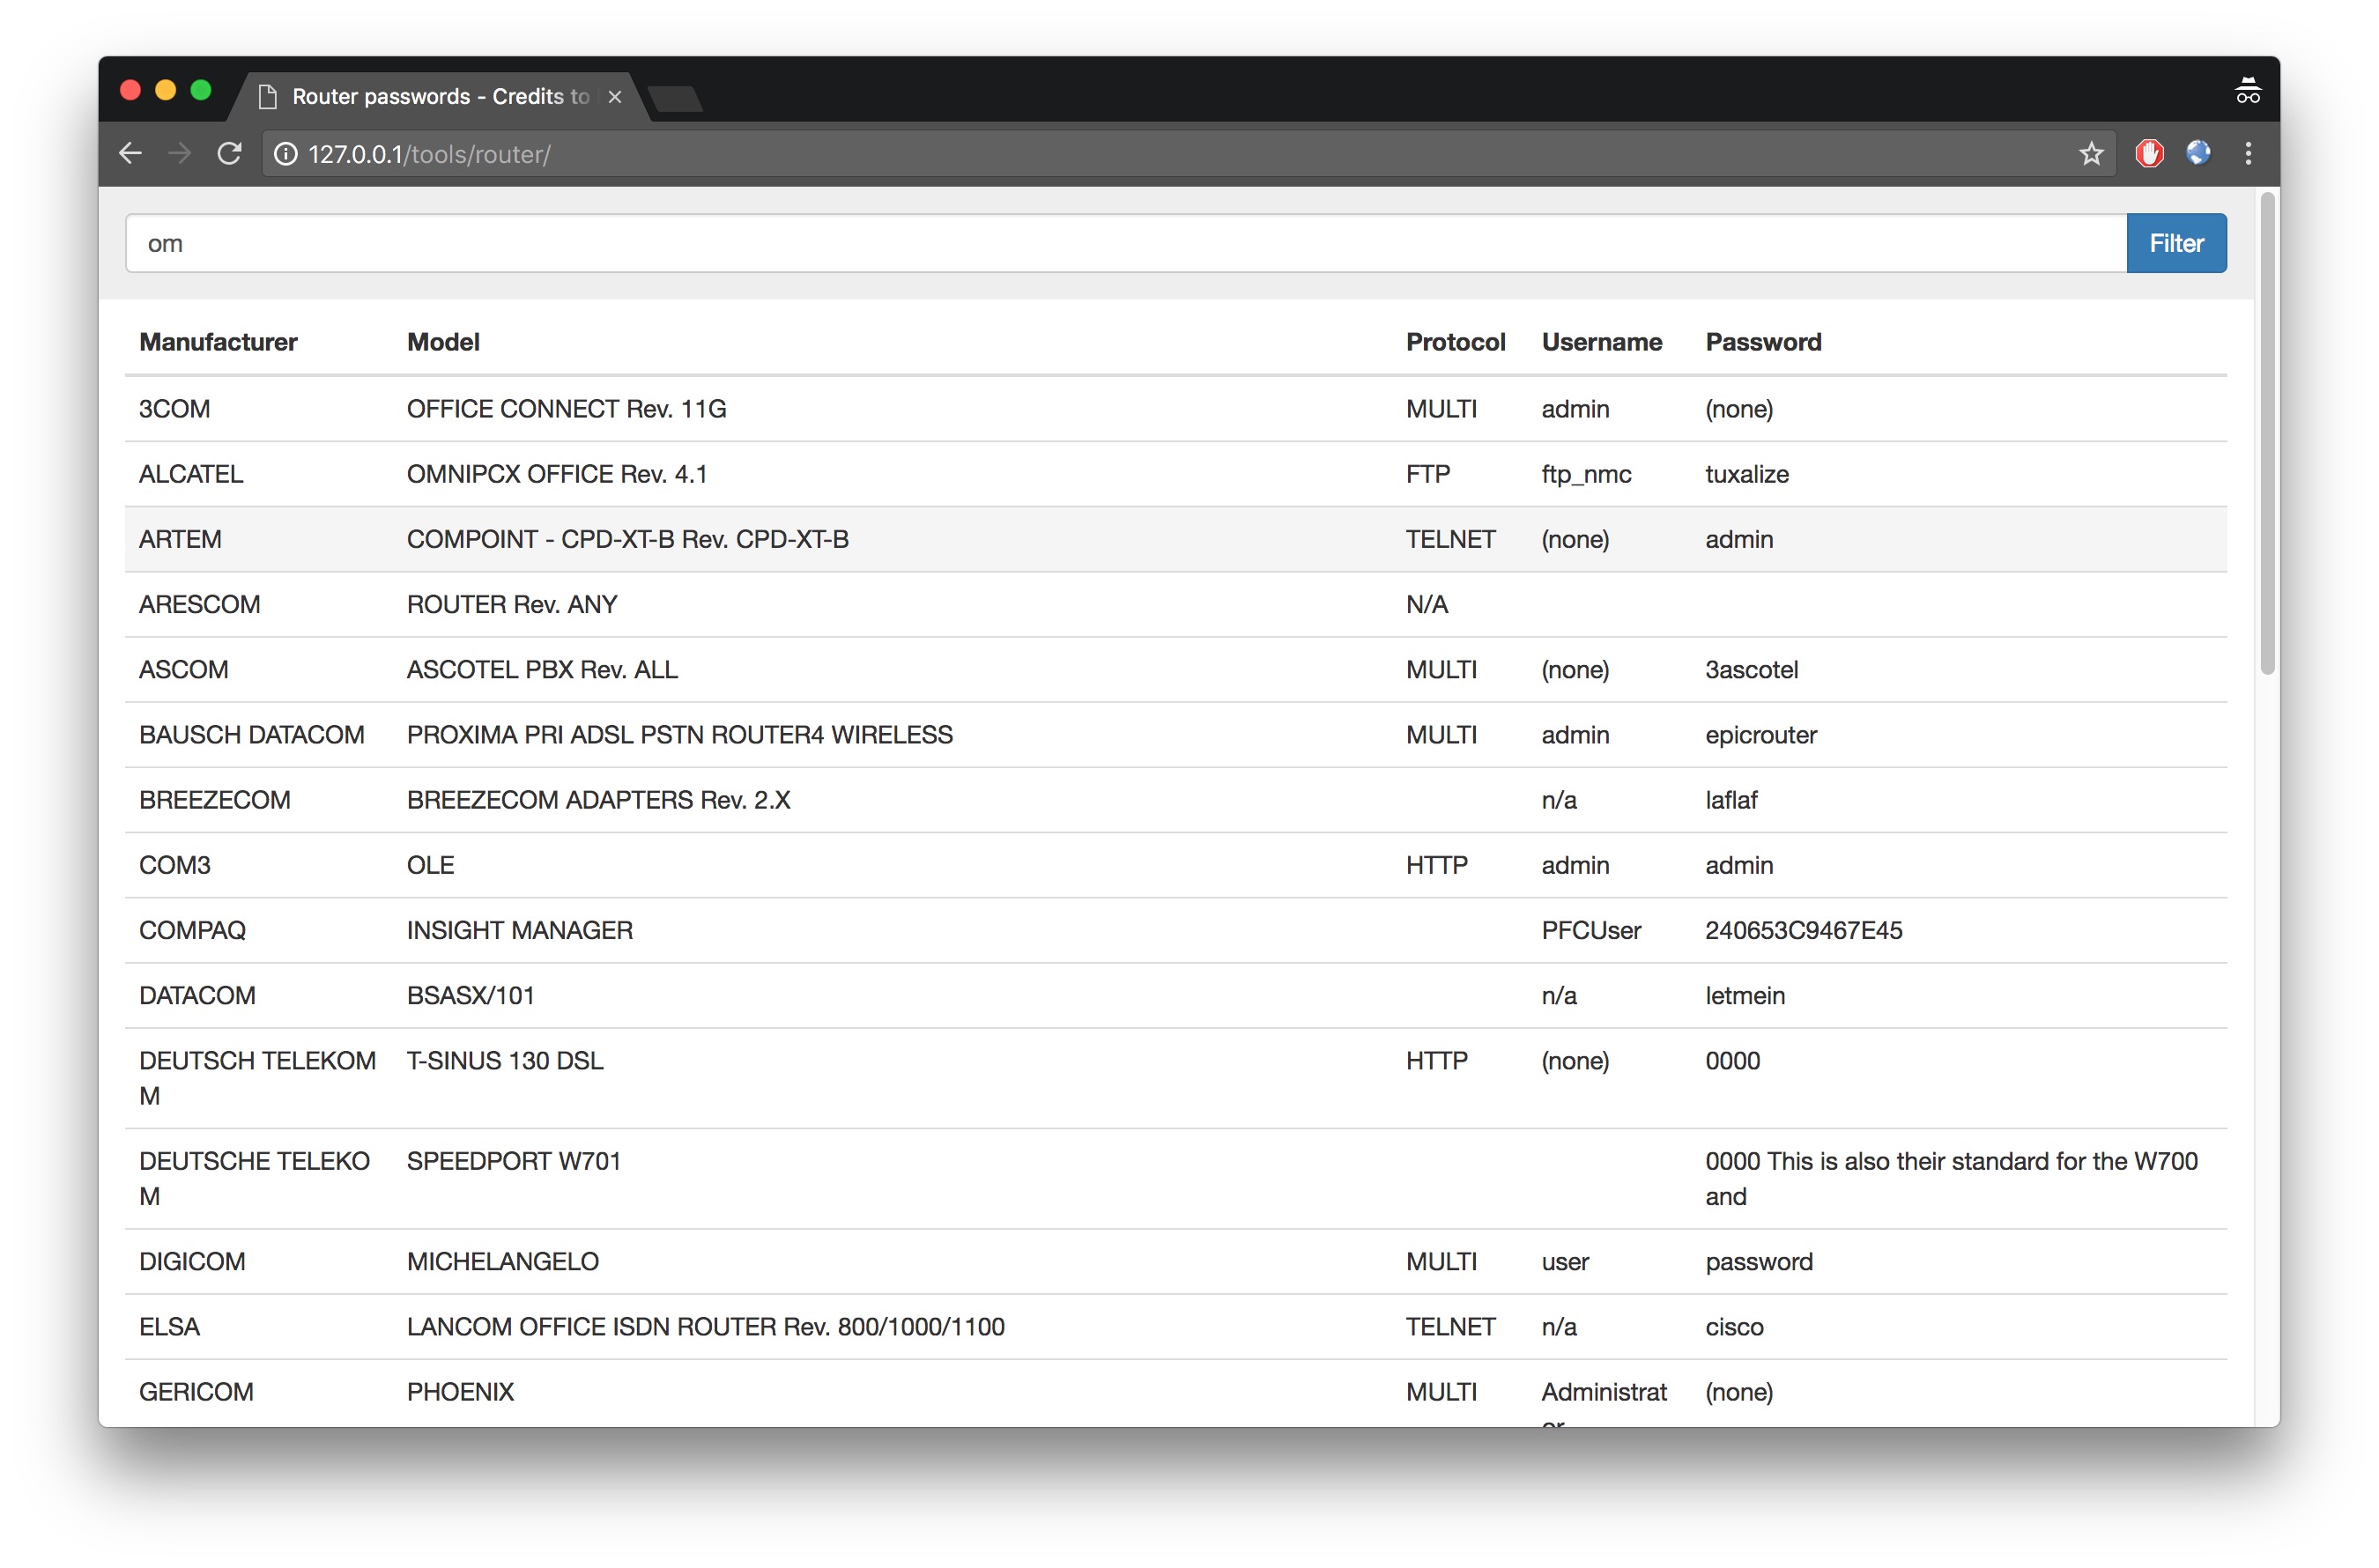 Router passwords - Credits to
127.0.0.1/tools/router/
om Filter
Manufacturer Model Protocol Username Password
3COM OFFICE CONNECT Rev. 11G MULTI admin (none)
ALCATEL OMNIPCX OFFICE Rev. 4.1 FTP ftp_nmc tuxalize
ARTEM COMPOINT - CPD-XT-B Rev. CPD-XT-B TELNET (none) admin
ARESCOM ROUTER Rev. ANY N/A
ASCOM ASCOTEL PBX Rev. ALL MULTI (none) 3ascotel
BAUSCH DATACOM PROXIMA PRI ADSL PSTN ROUTER4 WIRELESS MULTI admin epicrouter
BREEZECOM BREEZECOM ADAPTERS Rev. 2.X n/a laflaf
COM3 OLE HTTP admin admin
COMPAQ INSIGHT MANAGER PFCUser 240653C9467E45
DATACOM BSASX/101 n/a letmein
DEUTSCH TELEKOM T-SINUS 130 DSL HTTP (none) 0000
M
DEUTSCHE TELEKO SPEEDPORT W701 0000 This is also their standard for the W700
M and
DIGICOM MICHELANGELO MULTI user password
ELSA LANCOM OFFICE ISDN ROUTER Rev. 800/1000/1100 TELNET n/a cisco
GERICOM PHOENIX MULTI Administrat (none)
or